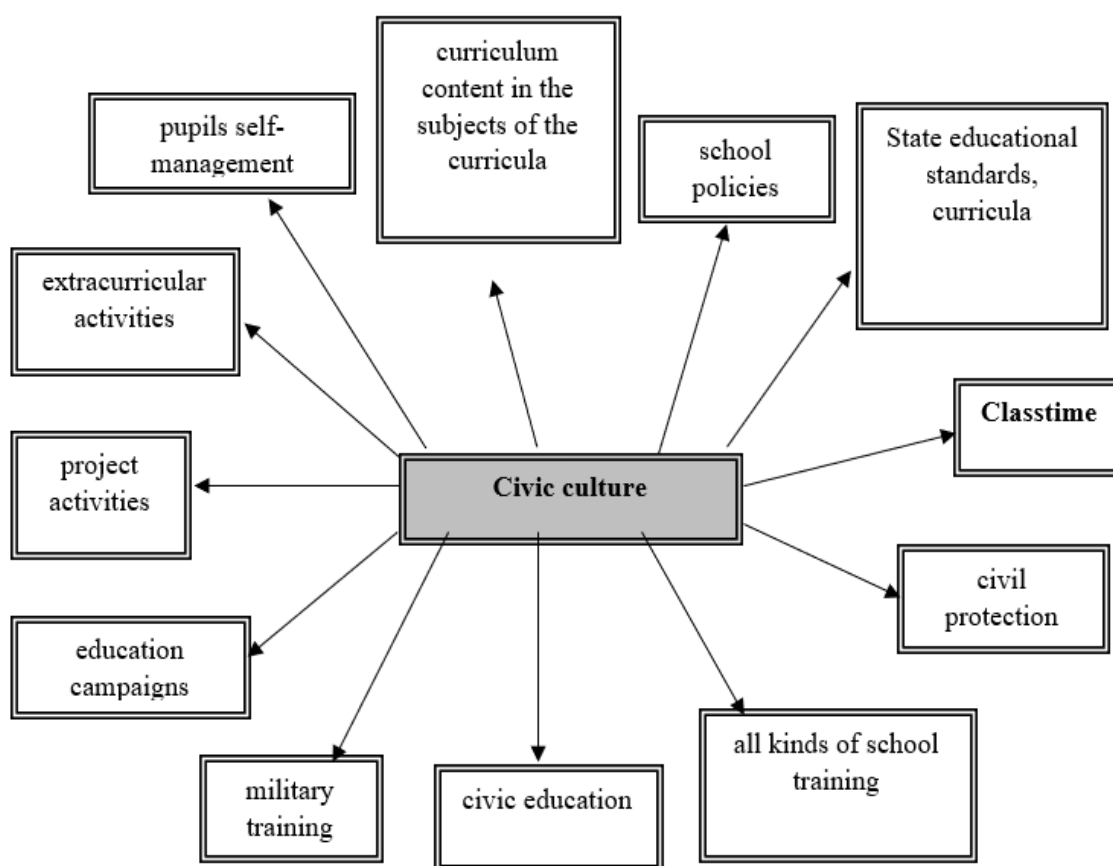 curriculum
content in the
subjects of the
curricula
pupils self-
management
school
policies
State educational
standards,
curricula
extracurricular
activities
Classtime
project
activities
Civic culture
civil
protection
education
campaigns
all kinds of school
training
military
training
civic education